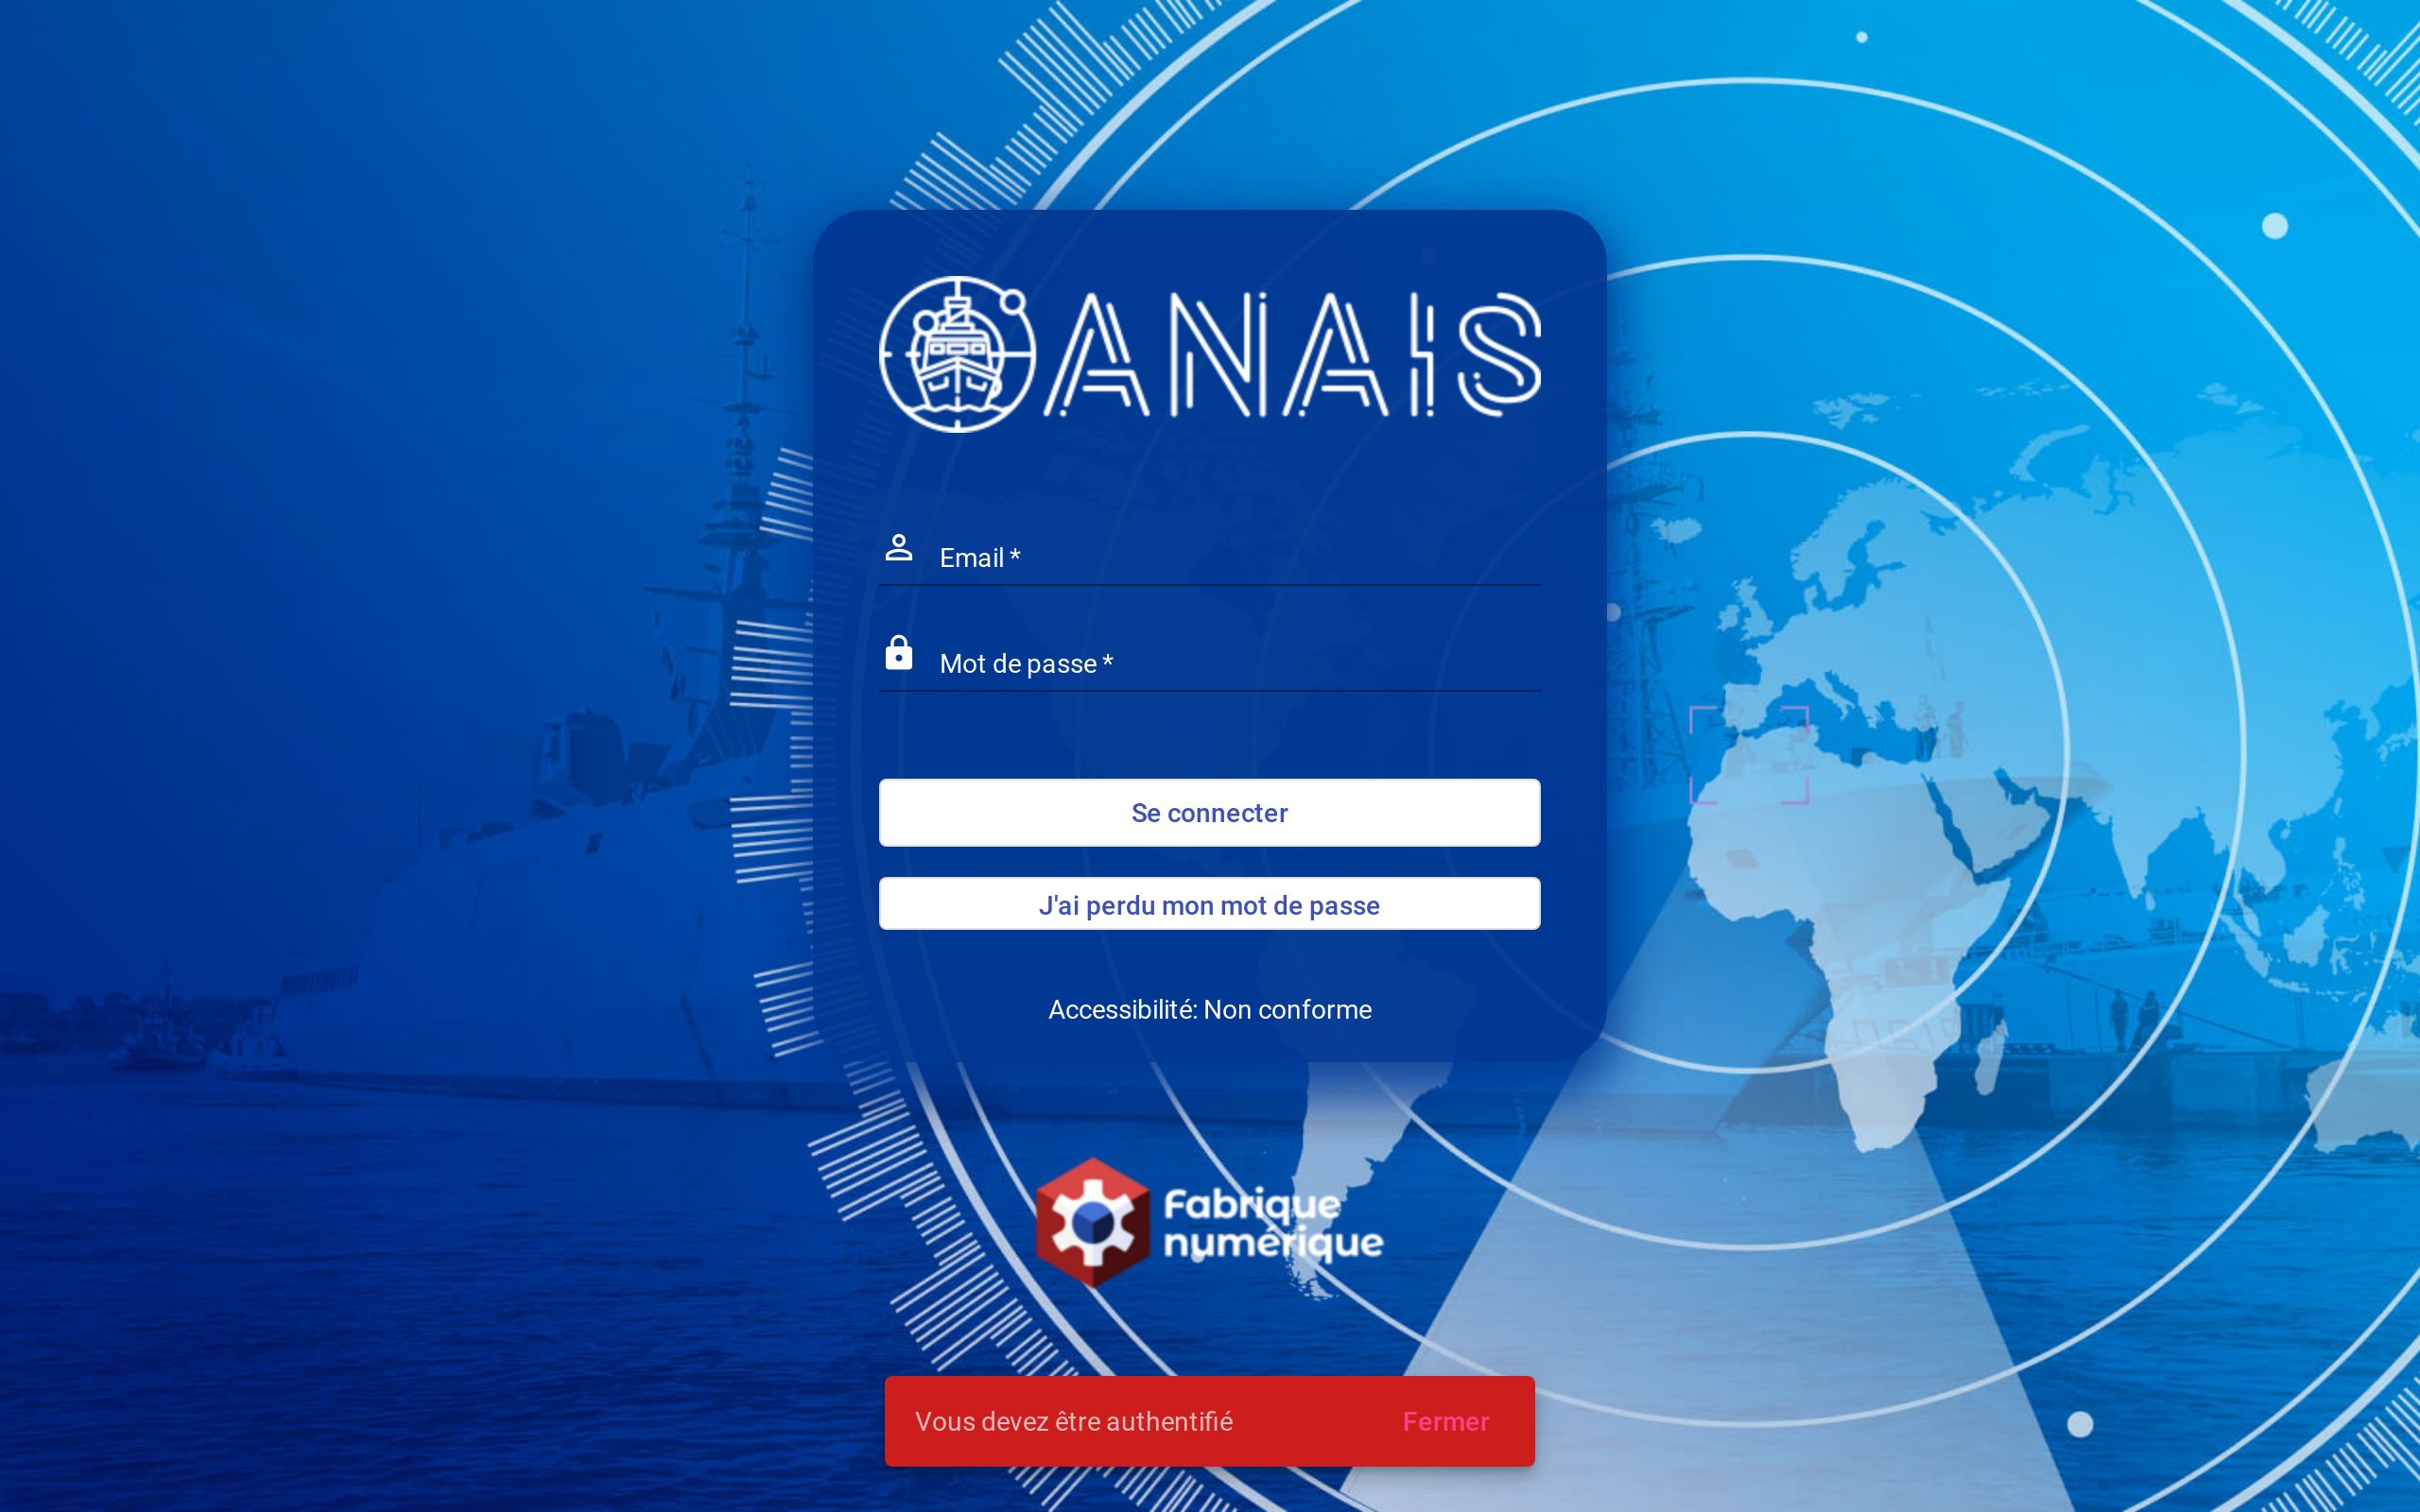 ANAIS
Email *
Mot de passe *
Se connecter
J'ai perdu mon mot de passe
Accessibilité: Non conforme
Fabrique
numérique
Vous devez être authentifié
Fermer